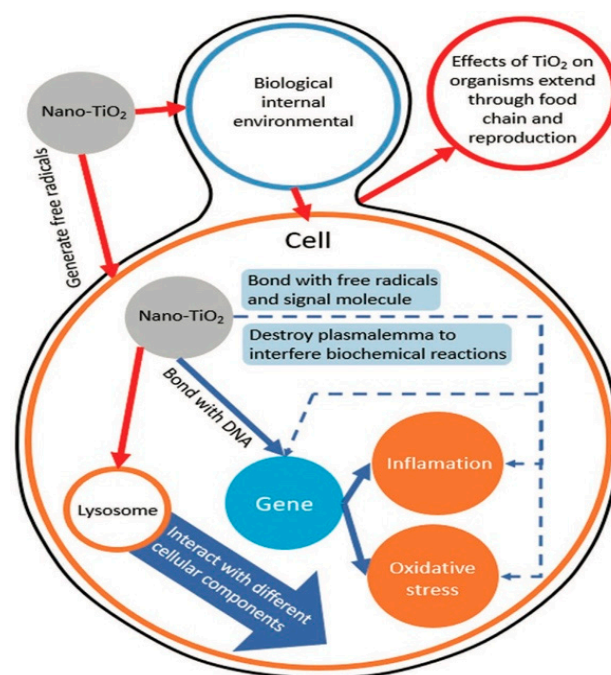 Nano-TiO₂
Biological
internal
environmental
Effects of TiO₂ on
organisms extend
through food
chain and
reproduction
Generate free radicals
Cell
Bond with free radicals
and signal molecule
Nano-TiO₂
Destroy plasmalemma to
interfere biochemical reactions
Bond with DNA
Inflamation
Gene
Lysosome
Interact with different
cellular components
Oxidative
stress